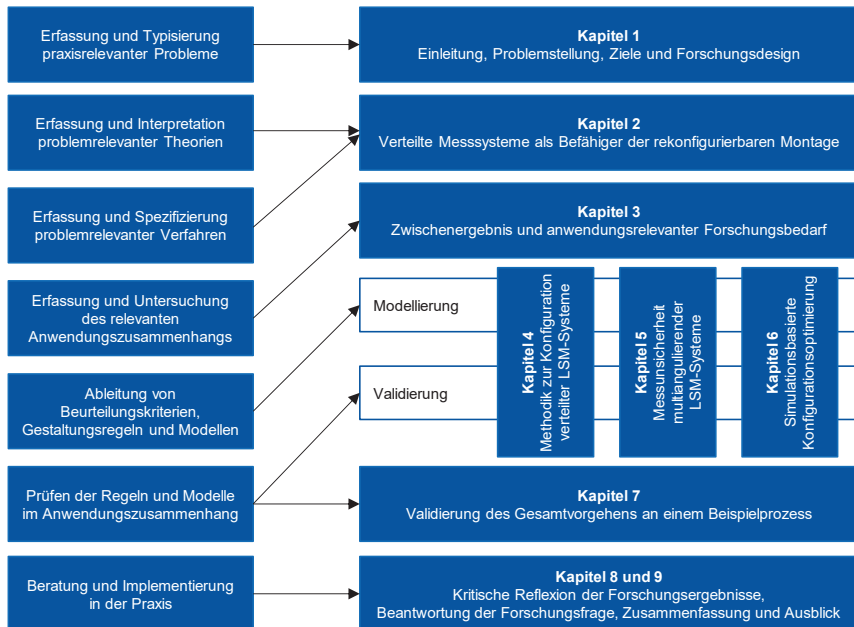 Erfassung und Typisierung
praxisrelevanter Probleme
Kapitel 1
Einleitung, Problemstellung, Ziele und Forschungsdesign
Erfassung und Interpretation
problemrelevanter Theorien
Kapitel 2
Verteilte Messsysteme als Befähiger der rekonfigurierbaren Montage
Erfassung und Spezifizierung
problemrelevanter Verfahren
Kapitel 3
Zwischenergebnis und anwendungsrelevanter Forschungsbedarf
Erfassung und Untersuchung
des relevanten
Anwendungszusammenhangs
Modellierung
Validierung
Kapitel 4
Methodik zur Konfiguration
verteilter LSM-Systeme
Kapitel 5
Messunsicherheit
multiangulierender
LSM-Systeme
Kapitel 6
Simulationsbasierte
Konfigurationsoptimierung
Ableitung von
Beurteilungskriterien,
Gestaltungsregeln und Modellen
Prüfen der Regeln und Modelle
im Anwendungszusammenhang
Kapitel 7
Validierung des Gesamtvorgehens an einem Beispielprozess
Beratung und Implementierung
in der Praxis
Kapitel 8 und 9
Kritische Reflexion der Forschungsergebnisse,
Beantwortung der Forschungsfrage, Zusammenfassung und Ausblick